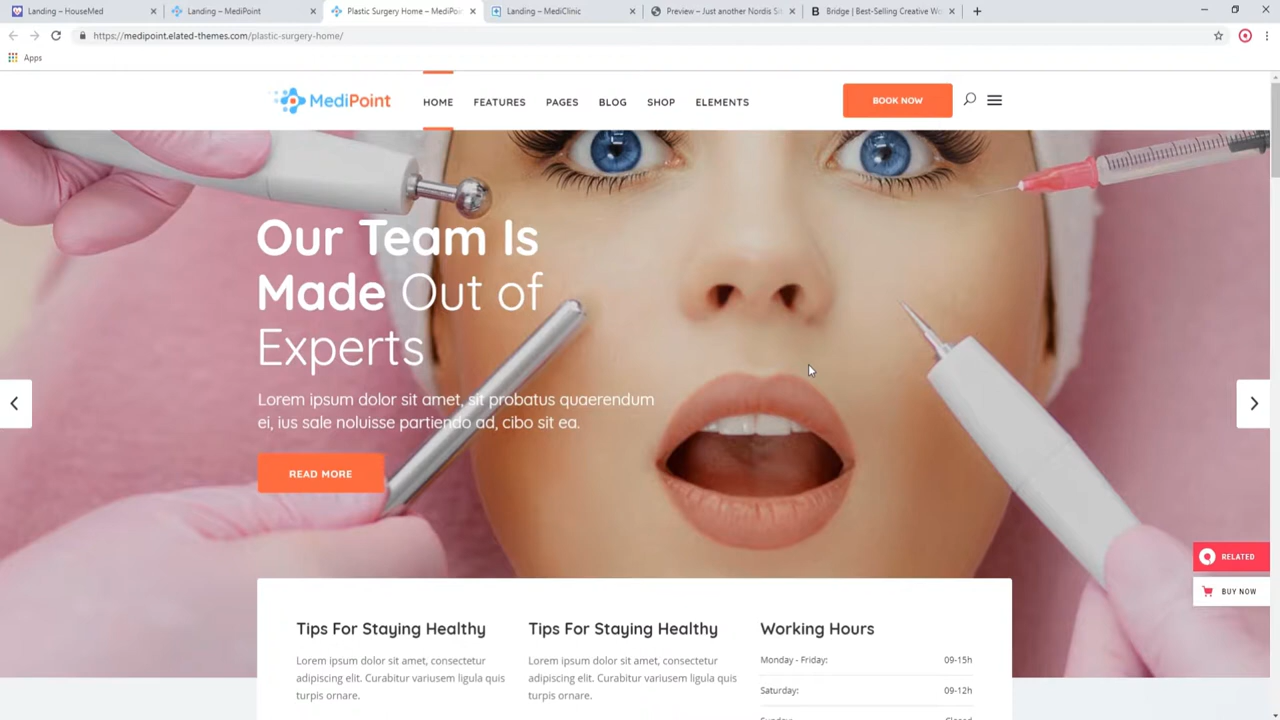 Landing – HouseMed
Landing – MediPoint
Plastic Surgery Home – MediPoi
Landing – MediClinic
Preview – Just another Nordis Sit
Bridge | Best-Selling Creative Wo
https://medipoint.elated-themes.com/plastic-surgery-home/
Apps
MediPoint
HOME
FEATURES
PAGES
BLOG
SHOP
ELEMENTS
BOOK NOW
Our Team Is
Made Out of
Experts
Lorem ipsum dolor sit amet, sit probatus quaerendum
ei, ius sale noluisse partiendo ad, cibo sit ea.
READ MORE
RELATED
BUY NOW
Tips For Staying Healthy
Lorem ipsum dolor sit amet, consectetur
adipiscing elit. Curabitur variusem ligula quis
turpis ornare.
Tips For Staying Healthy
Lorem ipsum dolor sit amet, consectetur
adipiscing elit. Curabitur variusem ligula quis
turpis ornare.
Working Hours
Monday - Friday: 09-15h
Saturday: 09-12h